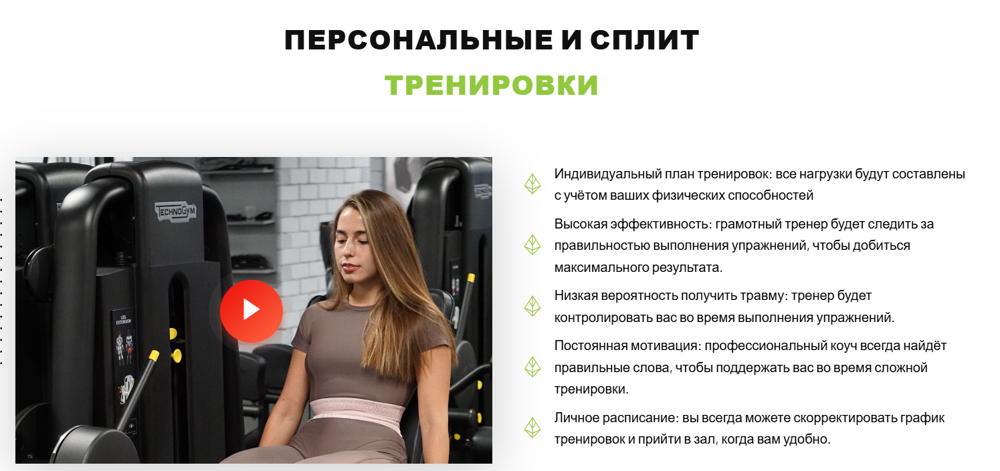 ПЕРСОНАЛЬНЫЕ И СПЛИТ
ТРЕНИРОВКИ
TECHNOGYM
LEG
EXTENSION
Индивидуальный план тренировок: все нагрузки будут составлены
с учётом ваших физических способностей
Высокая эффективность: грамотный тренер будет следить за
правильностью выполнения упражнений, чтобы добиться
максимального результата.
Низкая вероятность получить травму: тренер будет
контролировать вас во время выполнения упражнений.
Постоянная мотивация: профессиональный коуч всегда найдёт
правильные слова, чтобы поддержать вас во время сложной
тренировки.
Личное расписание: вы всегда можете скорректировать график
тренировок и прийти в зал, когда вам удобно.